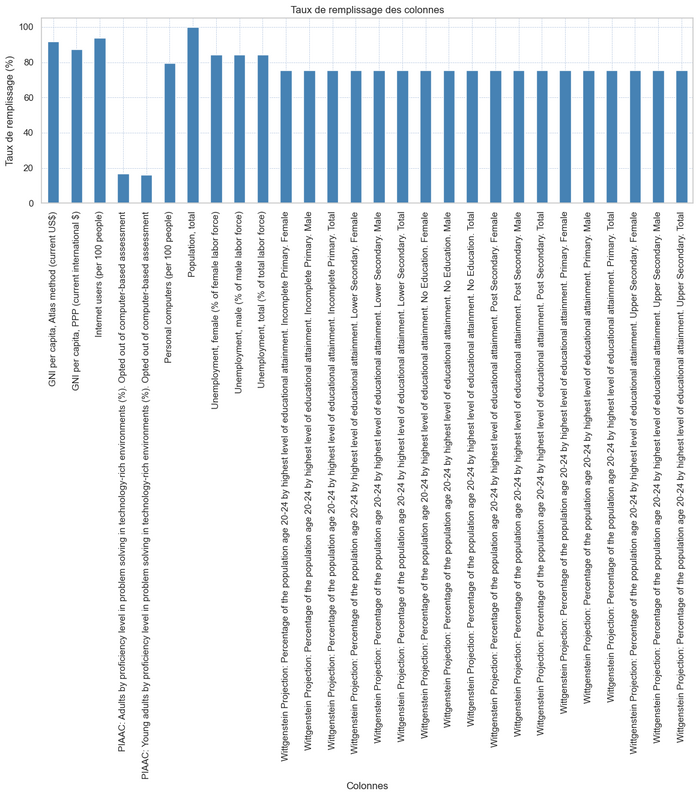 Taux de remplissage des colonnes
Taux de remplissage (%)
100
80
60
40
20
0
GNI per capita, Atlas method (current US$)
GNI per capita, PPP (current international $)
Internet users (per 100 people)
PIAAC: Adults by proficiency level in problem solving in technology-rich environments (%). Opted out of computer-based assessment
PIAAC: Young adults by proficiency level in problem solving in technology-rich environments (%). Opted out of computer-based assessment
Personal computers (per 100 people)
Population, total
Unemployment, female (% of female labor force)
Unemployment, male (% of male labor force)
Unemployment, total (% of total labor force)
Wittgenstein Projection: Percentage of the population age 20-24 by highest level of educational attainment. Incomplete Primary. Female
Wittgenstein Projection: Percentage of the population age 20-24 by highest level of educational attainment. Incomplete Primary. Male
Wittgenstein Projection: Percentage of the population age 20-24 by highest level of educational attainment. Incomplete Primary. Total
Wittgenstein Projection: Percentage of the population age 20-24 by highest level of educational attainment. Lower Secondary. Female
Wittgenstein Projection: Percentage of the population age 20-24 by highest level of educational attainment. Lower Secondary. Male
Wittgenstein Projection: Percentage of the population age 20-24 by highest level of educational attainment. Lower Secondary. Total
Wittgenstein Projection: Percentage of the population age 20-24 by highest level of educational attainment. No Education. Female
Wittgenstein Projection: Percentage of the population age 20-24 by highest level of educational attainment. No Education. Male
Wittgenstein Projection: Percentage of the population age 20-24 by highest level of educational attainment. No Education. Total
Wittgenstein Projection: Percentage of the population age 20-24 by highest level of educational attainment. Post Secondary. Female
Wittgenstein Projection: Percentage of the population age 20-24 by highest level of educational attainment. Post Secondary. Male
Wittgenstein Projection: Percentage of the population age 20-24 by highest level of educational attainment. Post Secondary. Total
Wittgenstein Projection: Percentage of the population age 20-24 by highest level of educational attainment. Primary. Female
Wittgenstein Projection: Percentage of the population age 20-24 by highest level of educational attainment. Primary. Male
Wittgenstein Projection: Percentage of the population age 20-24 by highest level of educational attainment. Primary. Total
Wittgenstein Projection: Percentage of the population age 20-24 by highest level of educational attainment. Upper Secondary. Female
Wittgenstein Projection: Percentage of the population age 20-24 by highest level of educational attainment. Upper Secondary. Male
Wittgenstein Projection: Percentage of the population age 20-24 by highest level of educational attainment. Upper Secondary. Total
Colonnes